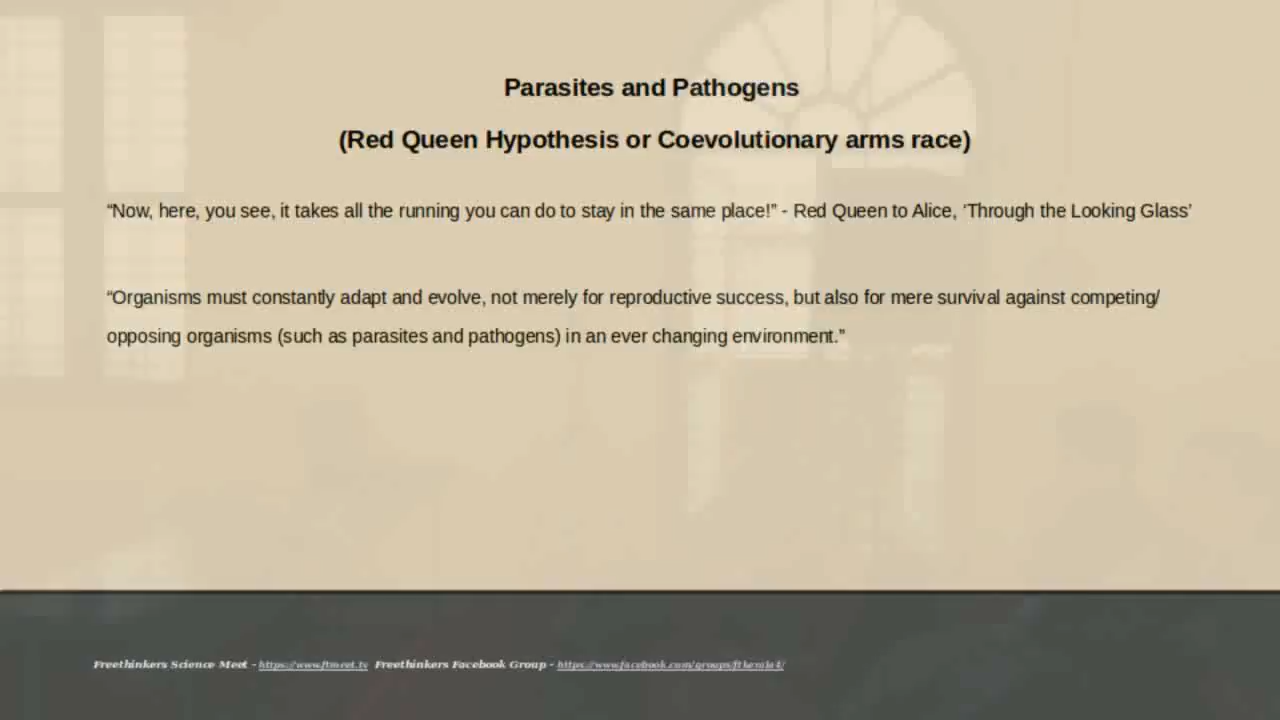 Parasites and Pathogens
(Red Queen Hypothesis or Coevolutionary arms race)
“Now, here, you see, it takes all the running you can do to stay in the same place!” - Red Queen to Alice, ‘Through the Looking Glass’
“Organisms must constantly adapt and evolve, not merely for reproductive success, but also for mere survival against competing/
opposing organisms (such as parasites and pathogens) in an ever changing environment.”
Freethinkers Science Meet - https://www.ftmeet.tv Freethinkers Facebook Group -